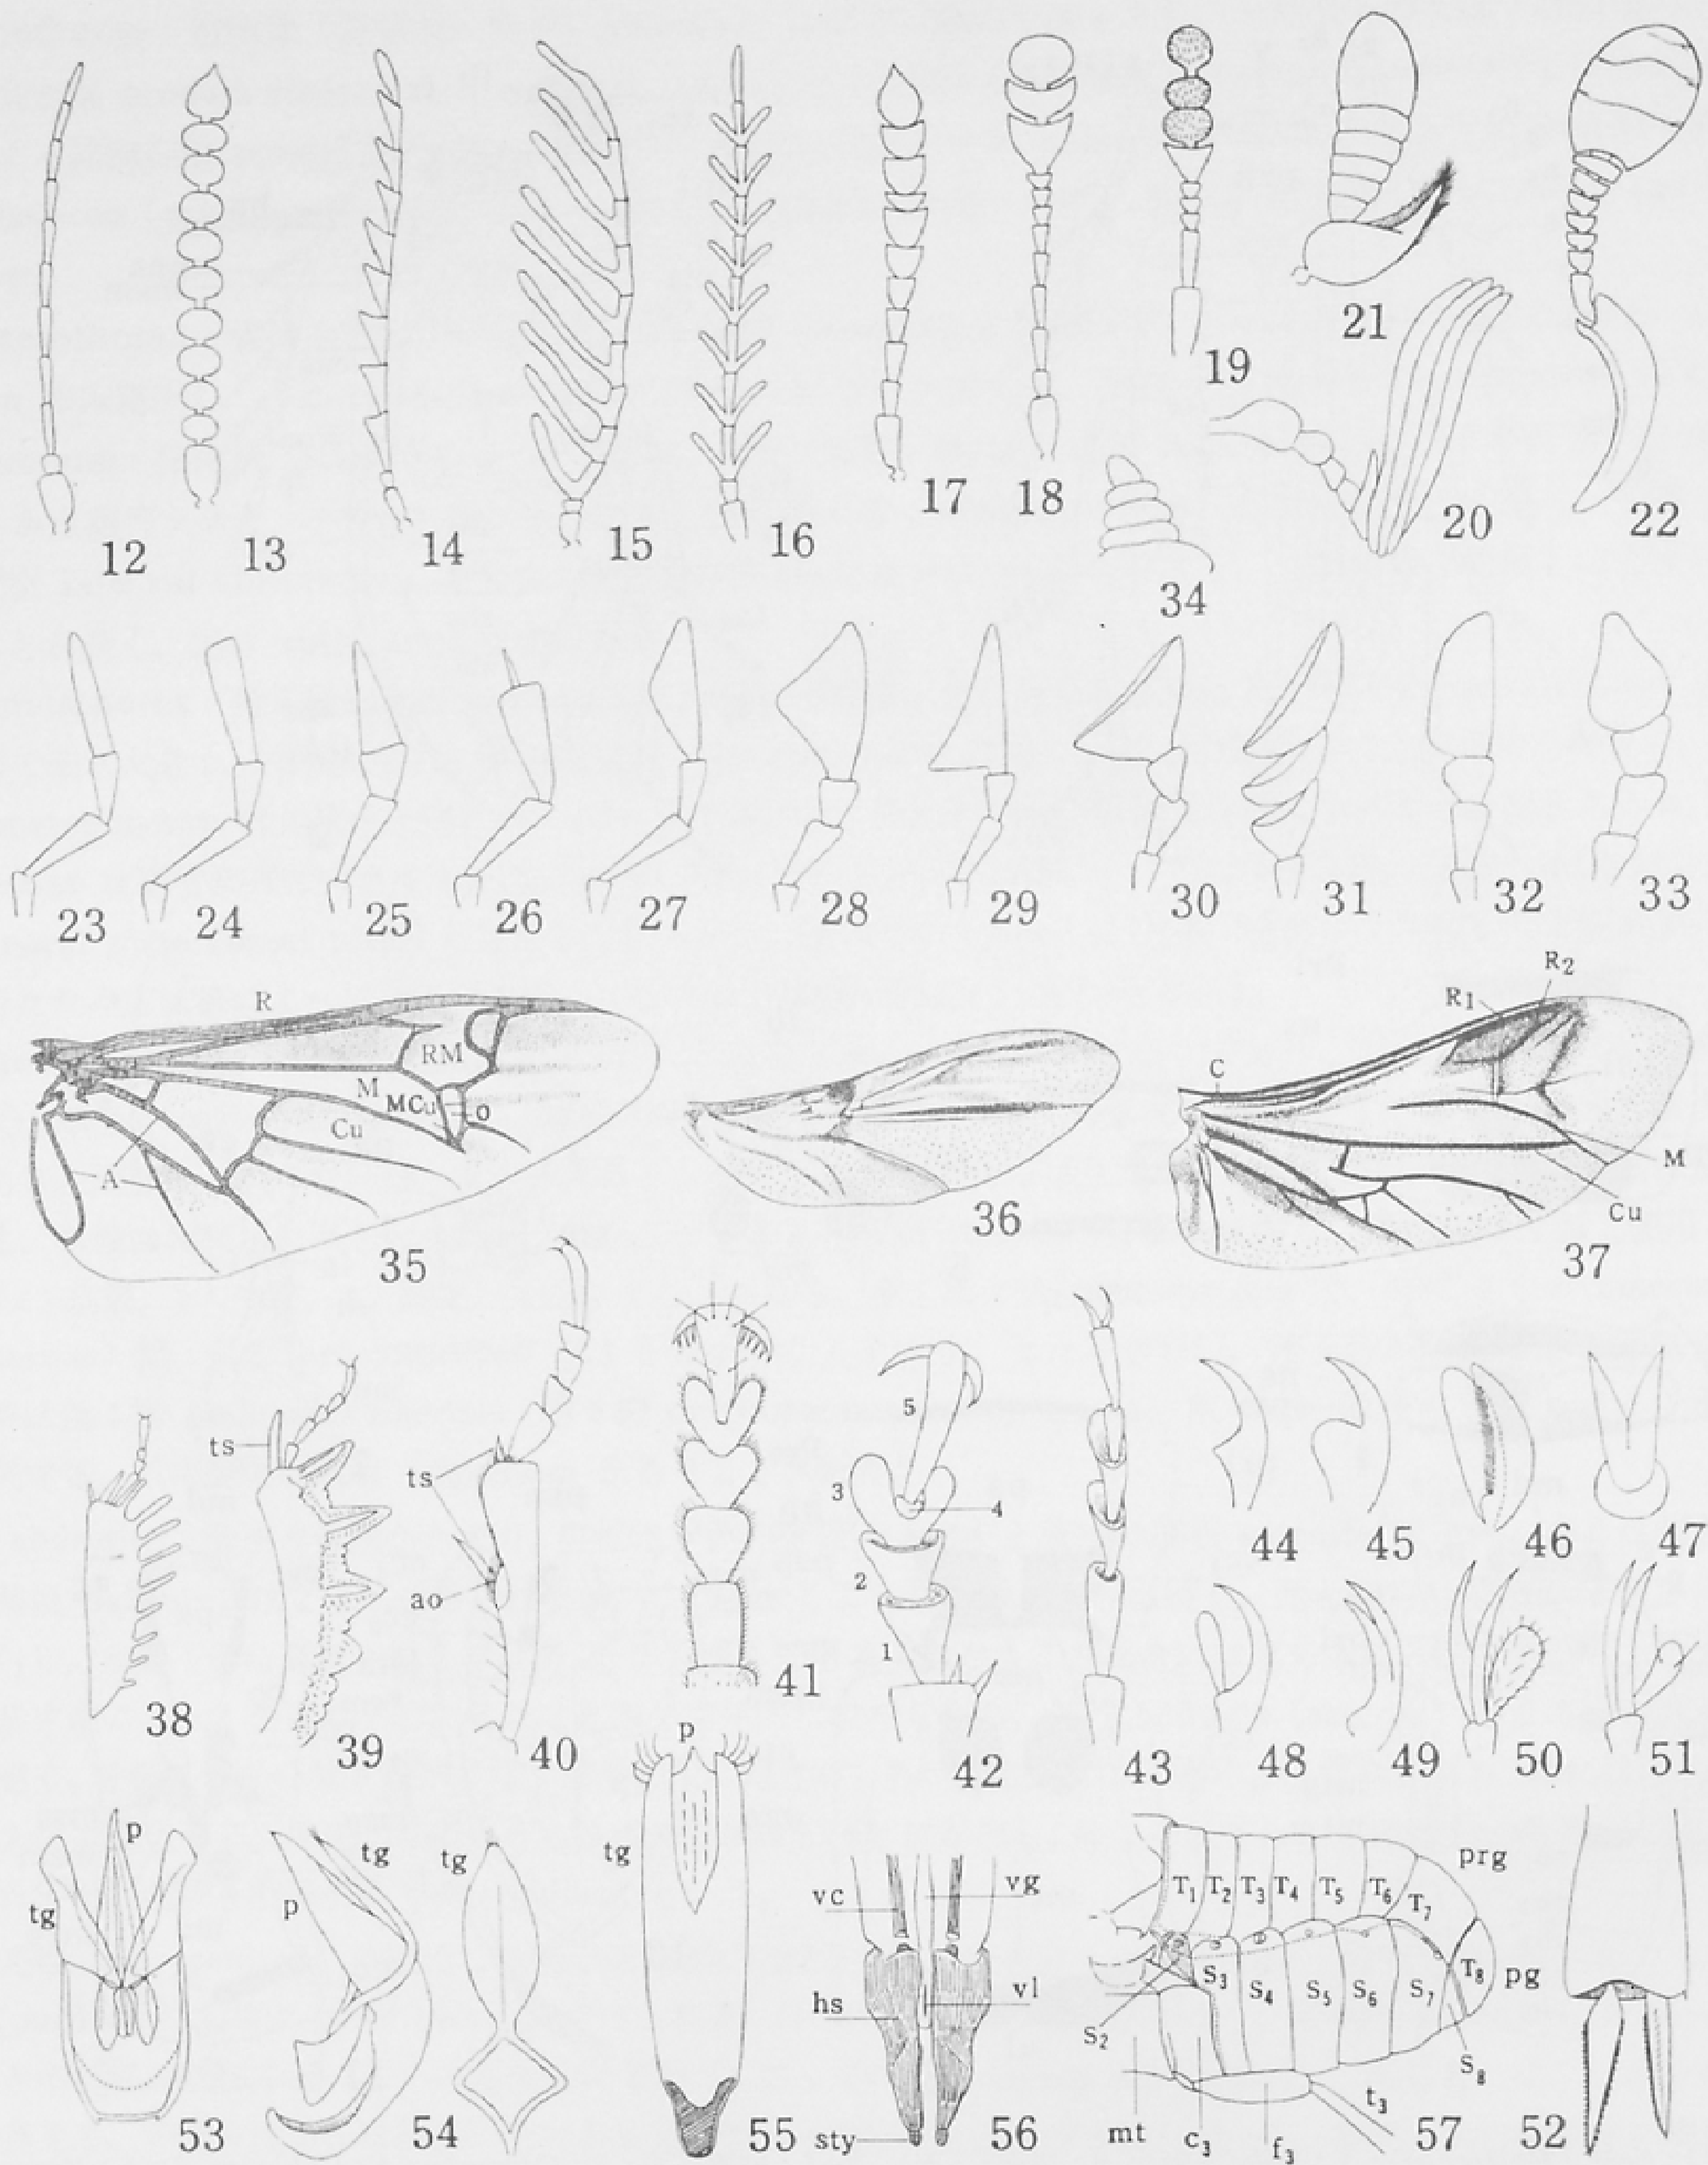 12 13 14 15 16 17 18 19 21
20 22
34
23 24 25 26 27 28 29 30 31 32 33
R
RM
M
MCu
o
Cu
A
35
36
R1
R2
C
M
Cu
37
38
ts
39
ts
ao
40
41
5
3
4
2
1
42
43
44 45 46 47
48 49 50 51
p
tg
53
p
tg
tg
54
p
tg
55
vc
vg
hs
vl
sty
56
T1 T2 T3 T4 T5 T6 T7
prg
S3 S4 S5 S6 S7
T8
pg
S2
S8
mt
c3
f3
t3
57
52